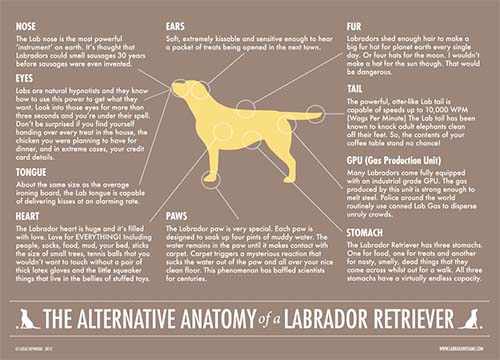 NOSE
The Lab nose is the most powerful
'instrument' on earth. It's thought that
Labradors could smell sausages 30 years
before sausages were even invented.
EYES
Labs are natural hypnotists and they know
how to use this power to get what they
want. Look into those eyes for more than
three seconds and you're under their spell.
Don't be surprised if you find yourself
handing over every treat in the house, the
chicken you were planning to have for
dinner, and in extreme cases, your credit
card details.
TONGUE
About the same size as the average
ironing board, the Lab tongue is capable
of delivering kisses at an alarming rate.
HEART
The Labrador heart is huge and it's filled
with love. Love for EVERYTHING! Including
people, socks, food, mud, your bed, sticks
the size of small trees, tennis balls that you
wouldn't want to touch without a pair of
thick latex gloves and the little squeaker
things that live in the bellies of stuffed toys.
EARS
Soft, extremely kissable and sensitive enough to hear
a packet of treats being opened in the next town.
PAWS
The Labrador paw is very special. Each paw is
designed to soak up four pints of muddy water. The
water remains in the paw until it makes contact with
carpet. Carpet triggers a mysterious reaction that
sucks the water out of the paw and all over your nice
clean floor. This phenomenon has baffled scientists
for centuries.
FUR
Labradors shed enough hair to make a
big fur hat for planet earth every single
day. Or four hats for the moon. I wouldn't
make a hat for the sun though. That would
be dangerous.
TAIL
The powerful, otter-like Lab tail is
capable of speeds up to 10,000 WPM
(Wags Per Minute) The Lab tail has been
known to knock adult elephants clean
off their feet. So, the contents of your
coffee table stand no chance!
GPU (Gas Production Unit)
Many Labradors come fully equipped
with an industrial grade GPU. The gas
produced by this unit is strong enough to
melt steel. Police around the world
routinely use canned Lab Gas to disperse
unruly crowds.
STOMACH
The Labrador Retriever has three stomachs.
One for food, one for treats and another
for nasty, smelly, dead things that they
come across whilst out for a walk. All three
stomachs have a virtually endless capacity.
THE ALTERNATIVE ANATOMY of a LABRADOR RETRIEVER
2012
WWW.LABRADAWESOME.COM